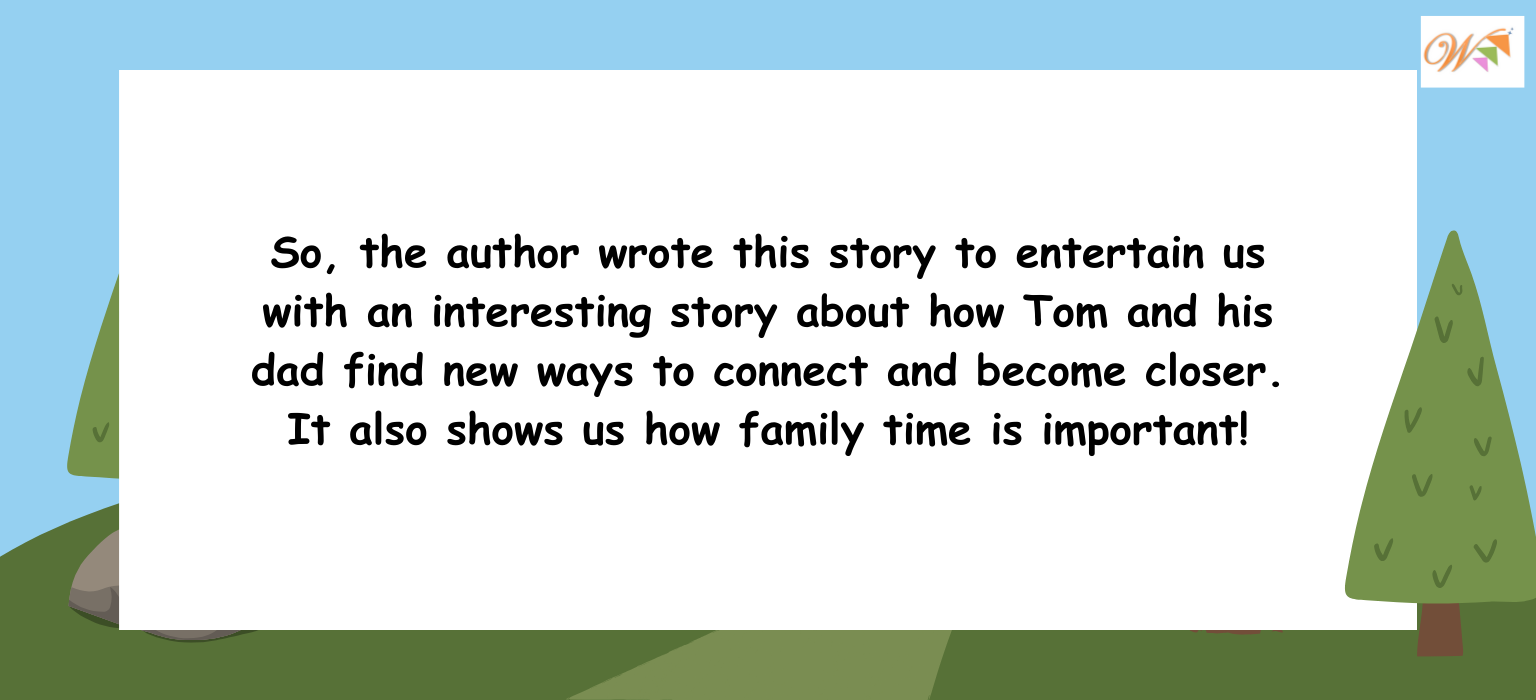 W
So, the author wrote this story to entertain us
with an interesting story about how Tom and his
dad find new ways to connect and become closer.
It also shows us how family time is important!